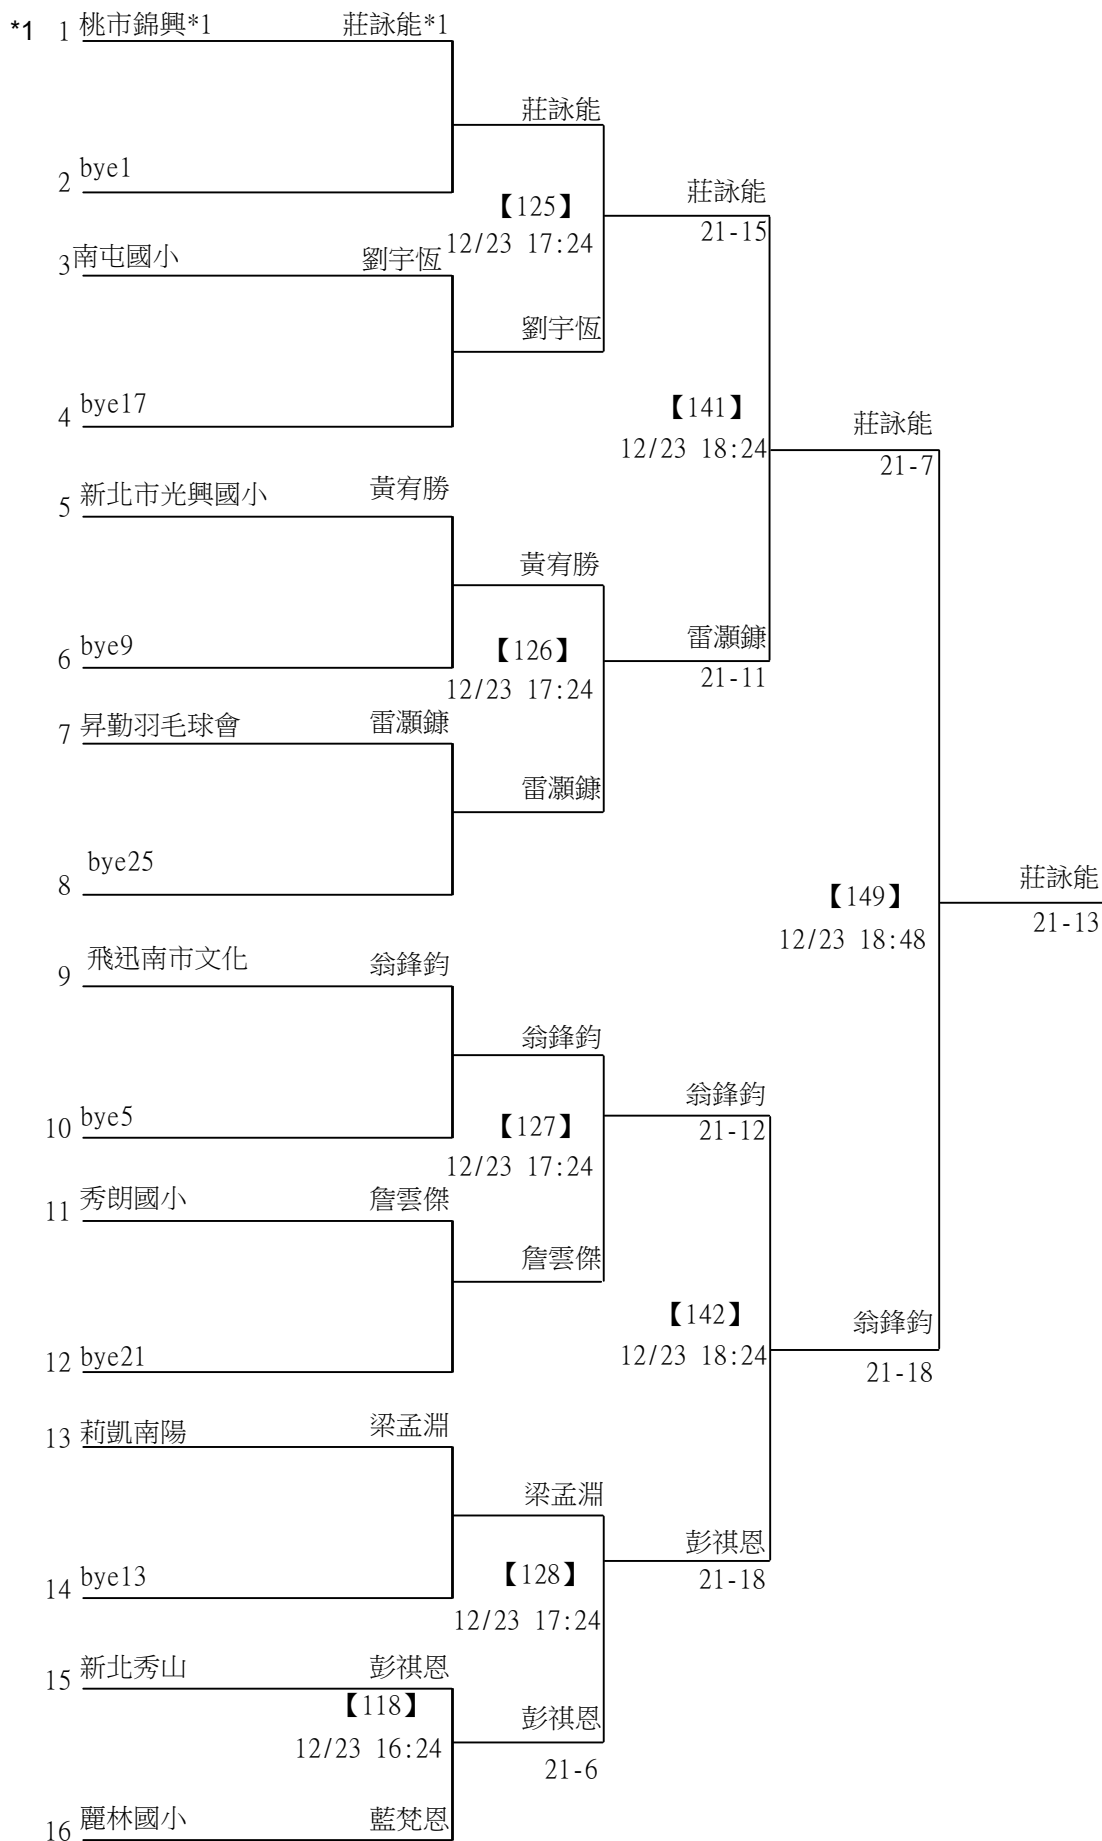 *1 1 桃市錦興*1 莊詠能*1
莊詠能
2 bye1
【125】
12/23 17:24
莊詠能
21-15
3 南屯國小 劉宇恆
劉宇恆
4 bye17
【141】
12/23 18:24
莊詠能
21-7
5 新北市光興國小 黃宥勝
黃宥勝
6 bye9
【126】
12/23 17:24
雷灝鏮
21-11
7 昇勤羽毛球會 雷灝鏮
雷灝鏮
8 bye25
【149】
12/23 18:48
莊詠能
21-13
9 飛迅南市文化 翁鋒鈞
翁鋒鈞
10 bye5
【127】
12/23 17:24
翁鋒鈞
21-12
11 秀朗國小 詹雲傑
詹雲傑
12 bye21
【142】
12/23 18:24
翁鋒鈞
21-18
13 莉凱南陽 梁孟淵
梁孟淵
14 bye13
【128】
12/23 17:24
彭祺恩
21-18
15 新北秀山 彭祺恩
【118】
12/23 16:24
彭祺恩
21-6
16 麗林國小 藍梵恩